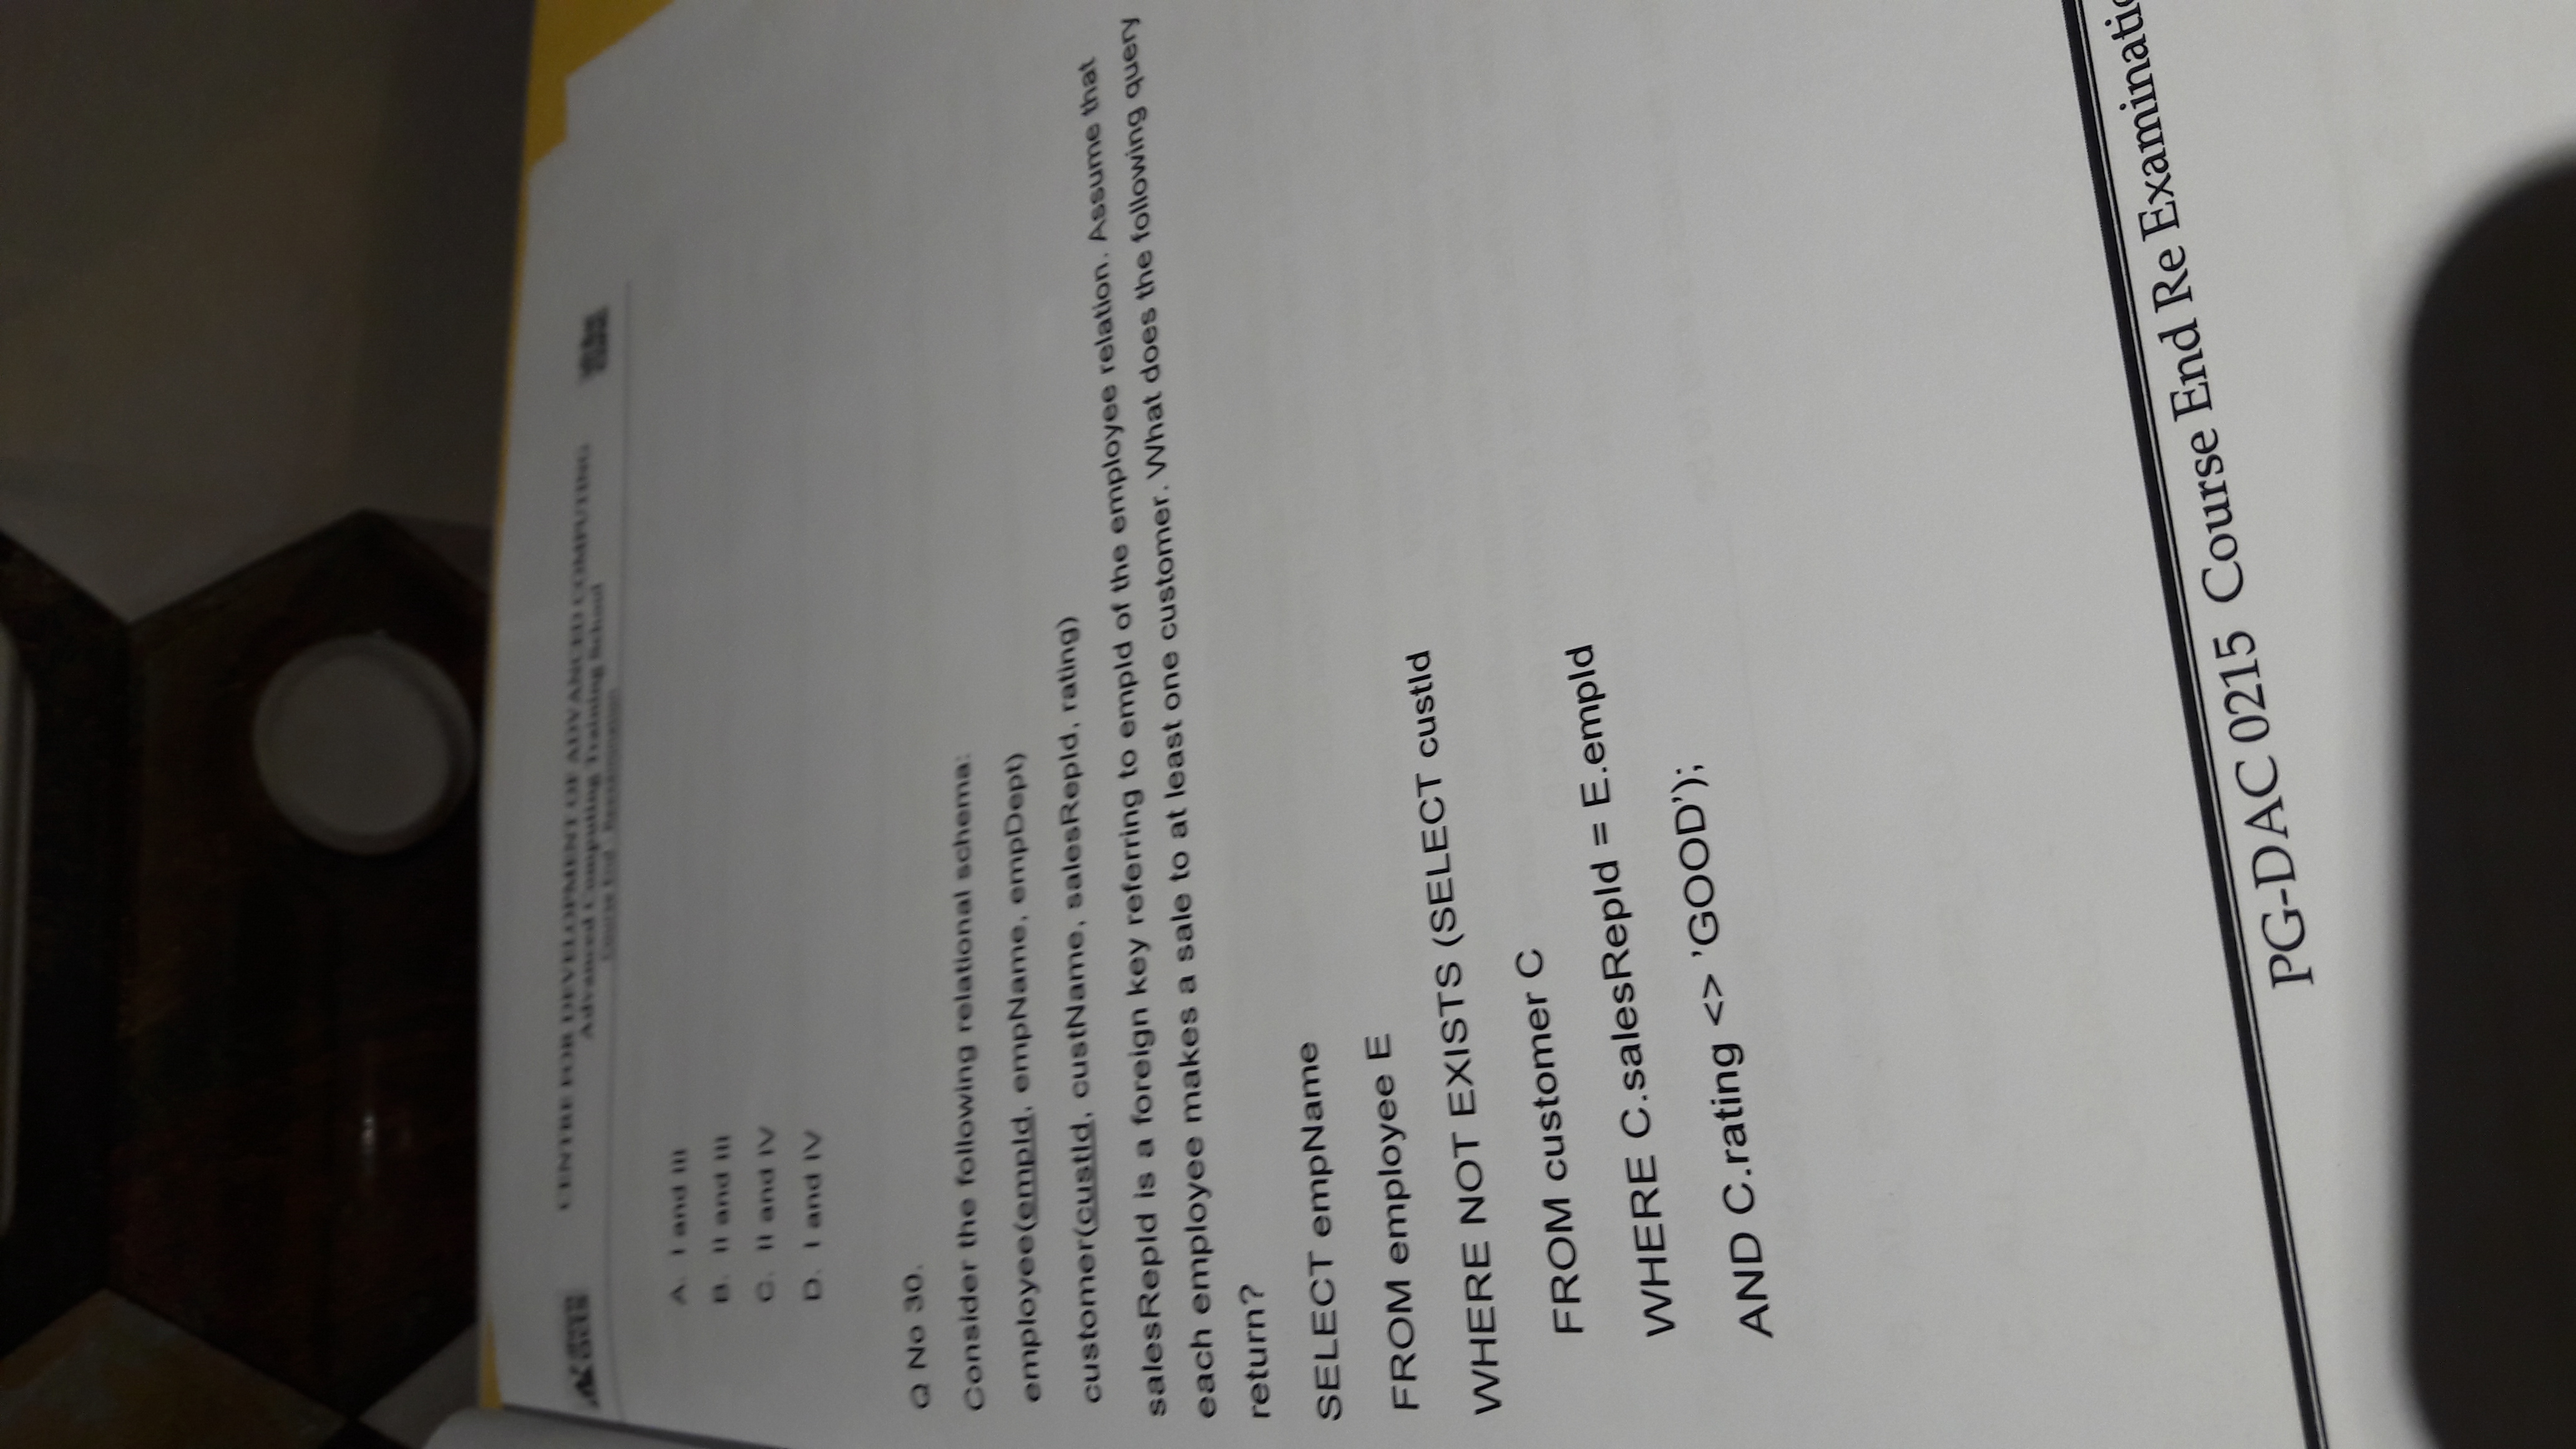 acts
CENTRE FOR DEVELOPMENT OF ADVANCED COMPUTING
Advanced Computing Training School
Course End Reexamination
A. I and III
B. II and III
C. II and IV
D. I and IV
Q No 30.
Consider the following relational schema:
employee(empId, empName, empDept)
customer(custId, custName, salesRepId, rating)
salesRepId is a foreign key referring to empId of the employee relation. Assume that
each employee makes a sale to at least one customer. What does the following query
return?
SELECT empName
FROM employee E
WHERE NOT EXISTS (SELECT custId
FROM customer C
WHERE C.salesRepId = E.empId
AND C.rating <> ’GOOD’);
PG-DAC 0215 Course End Re Examinatio